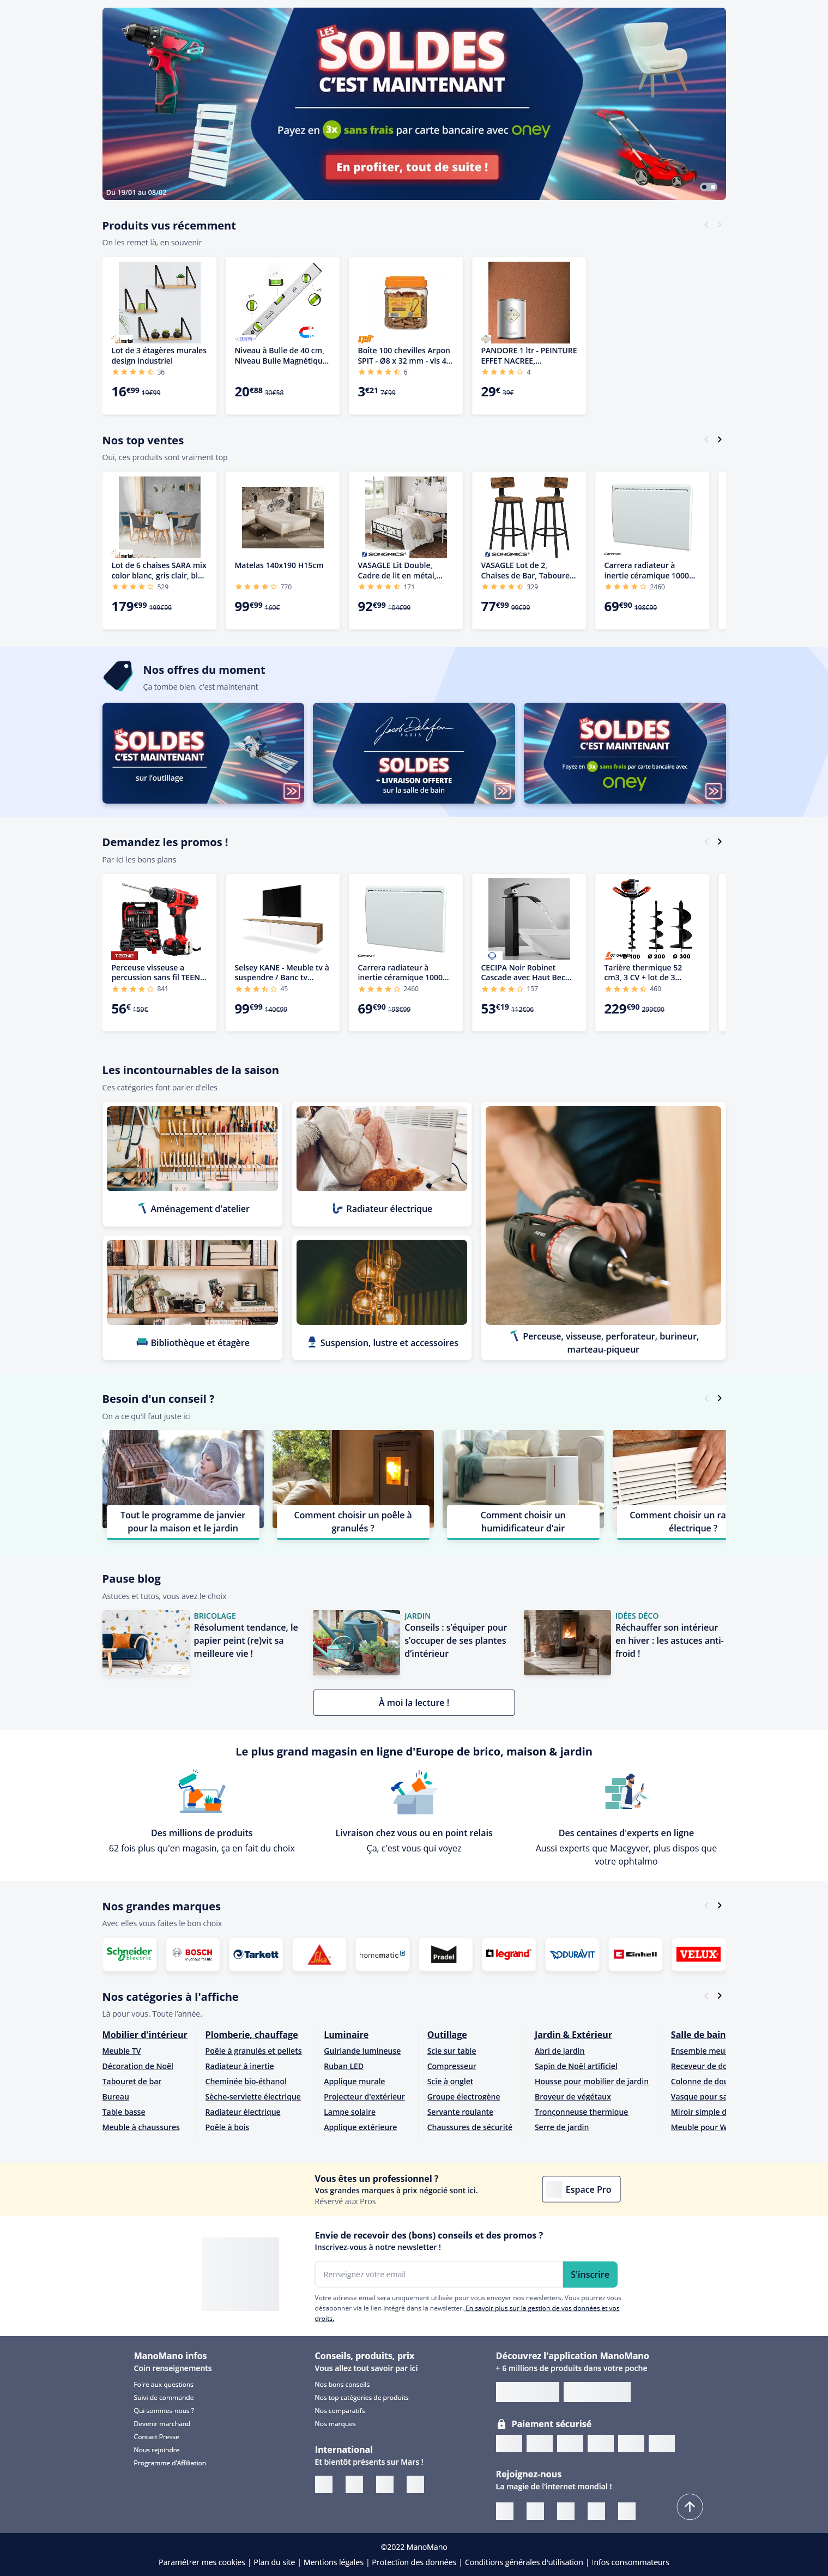 LES
SOLDES
C'EST MAINTENANT
Payez en 3x sans frais par carte bancaire avec oney
En profiter, tout de suite !
Du 19/01 au 08/02
Produits vus récemment
On les remet là, en souvenir
Lot de 3 étagères murales
design industriel
36
16€99 19€99
Niveau à Bulle de 40 cm,
Niveau Bulle Magnétiqu...
20€88 30€58
spit
Boîte 100 chevilles Arpon
SPIT - Ø8 x 32 mm - vis 4...
6
3€21 7€99
PANDORE 1 ltr - PEINTURE
EFFET NACREE,...
4
29€ 39€
Nos top ventes
Oui, ces produits sont vraiment top
Lot de 6 chaises SARA mix
color blanc, gris clair, bl...
529
179€99 199€99
Matelas 140x190 H15cm
770
99€99 160€
SONGMICS
VASAGLE Lit Double,
Cadre de lit en métal,...
171
92€99 104€99
SONGMICS
VASAGLE Lot de 2,
Chaises de Bar, Taboure...
329
77€99 99€99
Carrera
Carrera radiateur à
inertie céramique 1000...
2460
69€90 198€99
Nos offres du moment
Ça tombe bien, c'est maintenant
LES
SOLDES
C'EST MAINTENANT
sur l'outillage
Jacob Delafon
PARIS
SOLDES
+ LIVRAISON OFFERTE
sur la salle de bain
LES
SOLDES
C'EST MAINTENANT
Payez en 3x sans frais par carte bancaire avec
oney
Demandez les promos !
Par ici les bons plans
TEENO
Perceuse visseuse a
percussion sans fil TEEN...
841
56€ 159€
Selsey KANE - Meuble tv à
suspendre / Banc tv...
45
99€99 140€99
Carrera
Carrera radiateur à
inertie céramique 1000...
2460
69€90 198€99
CECIPA Noir Robinet
Cascade avec Haut Bec...
157
53€19 112€06
Ø 100 Ø 200 Ø 300
Tarière thermique 52
cm3, 3 CV + lot de 3...
460
229€90 299€90
Les incontournables de la saison
Ces catégories font parler d'elles
Aménagement d'atelier
Radiateur électrique
Bibliothèque et étagère
Suspension, lustre et accessoires
Perceuse, visseuse, perforateur, burineur,
marteau-piqueur
Besoin d'un conseil ?
On a ce qu'il faut juste ici
Tout le programme de janvier
pour la maison et le jardin
Comment choisir un poêle à
granulés ?
Comment choisir un
humidificateur d'air
Comment choisir un ra
électrique ?
Pause blog
Astuces et tutos, vous avez le choix
BRICOLAGE
Résolument tendance, le
papier peint (re)vit sa
meilleure vie !
JARDIN
Conseils : s'équiper pour
s'occuper de ses plantes
d'intérieur
IDÉES DÉCO
Réchauffer son intérieur
en hiver : les astuces anti-
froid !
À moi la lecture !
Le plus grand magasin en ligne d'Europe de brico, maison & jardin
Des millions de produits
62 fois plus qu'en magasin, ça en fait du choix
Livraison chez vous ou en point relais
Ça, c'est vous qui voyez
Des centaines d'experts en ligne
Aussi experts que Macgyver, plus dispos que
votre ophtalmo
Nos grandes marques
Avec elles vous faites le bon choix
Schneider Electric
BOSCH
Invented for life
Tarkett
Sika
homematic IP
Pradel
legrand
DURAVIT
Einhell
VELUX
Nos catégories à l'affiche
Là pour vous. Toute l'année.
Mobilier d'intérieur
Meuble TV
Décoration de Noël
Tabouret de bar
Bureau
Table basse
Meuble à chaussures
Plomberie, chauffage
Poêle à granulés et pellets
Radiateur à inertie
Cheminée bio-éthanol
Sèche-serviette électrique
Radiateur électrique
Poêle à bois
Luminaire
Guirlande lumineuse
Ruban LED
Applique murale
Projecteur d'extérieur
Lampe solaire
Applique extérieure
Outillage
Scie sur table
Compresseur
Scie à onglet
Groupe électrogène
Servante roulante
Chaussures de sécurité
Jardin & Extérieur
Abri de jardin
Sapin de Noël artificiel
Housse pour mobilier de jardin
Broyeur de végétaux
Tronçonneuse thermique
Serre de jardin
Salle de bain
Ensemble meu
Receveur de do
Colonne de dou
Vasque pour sa
Miroir simple d
Meuble pour W
Vous êtes un professionnel ?
Vos grandes marques à prix négocié sont ici.
Réservé aux Pros
Espace Pro
Envie de recevoir des (bons) conseils et des promos ?
Inscrivez-vous à notre newsletter !
Renseignez votre email
S'inscrire
Votre adresse email sera uniquement utilisée pour vous envoyer nos newsletters. Vous pourrez vous
désabonner via le lien intégré dans la newsletter. En savoir plus sur la gestion de vos données et vos
droits.
ManoMano infos
Coin renseignements
Foire aux questions
Suivi de commande
Qui sommes-nous ?
Devenir marchand
Contact Presse
Nous rejoindre
Programme d'Affiliation
Conseils, produits, prix
Vous allez tout savoir par ici
Nos bons conseils
Nos top catégories de produits
Nos comparatifs
Nos marques
International
Et bientôt présents sur Mars !
Découvrez l'application ManoMano
+ 6 millions de produits dans votre poche
Paiement sécurisé
Rejoignez-nous
La magie de l'internet mondial !
©2022 ManoMano
Paramétrer mes cookies | Plan du site | Mentions légales | Protection des données | Conditions générales d'utilisation | Infos consommateurs